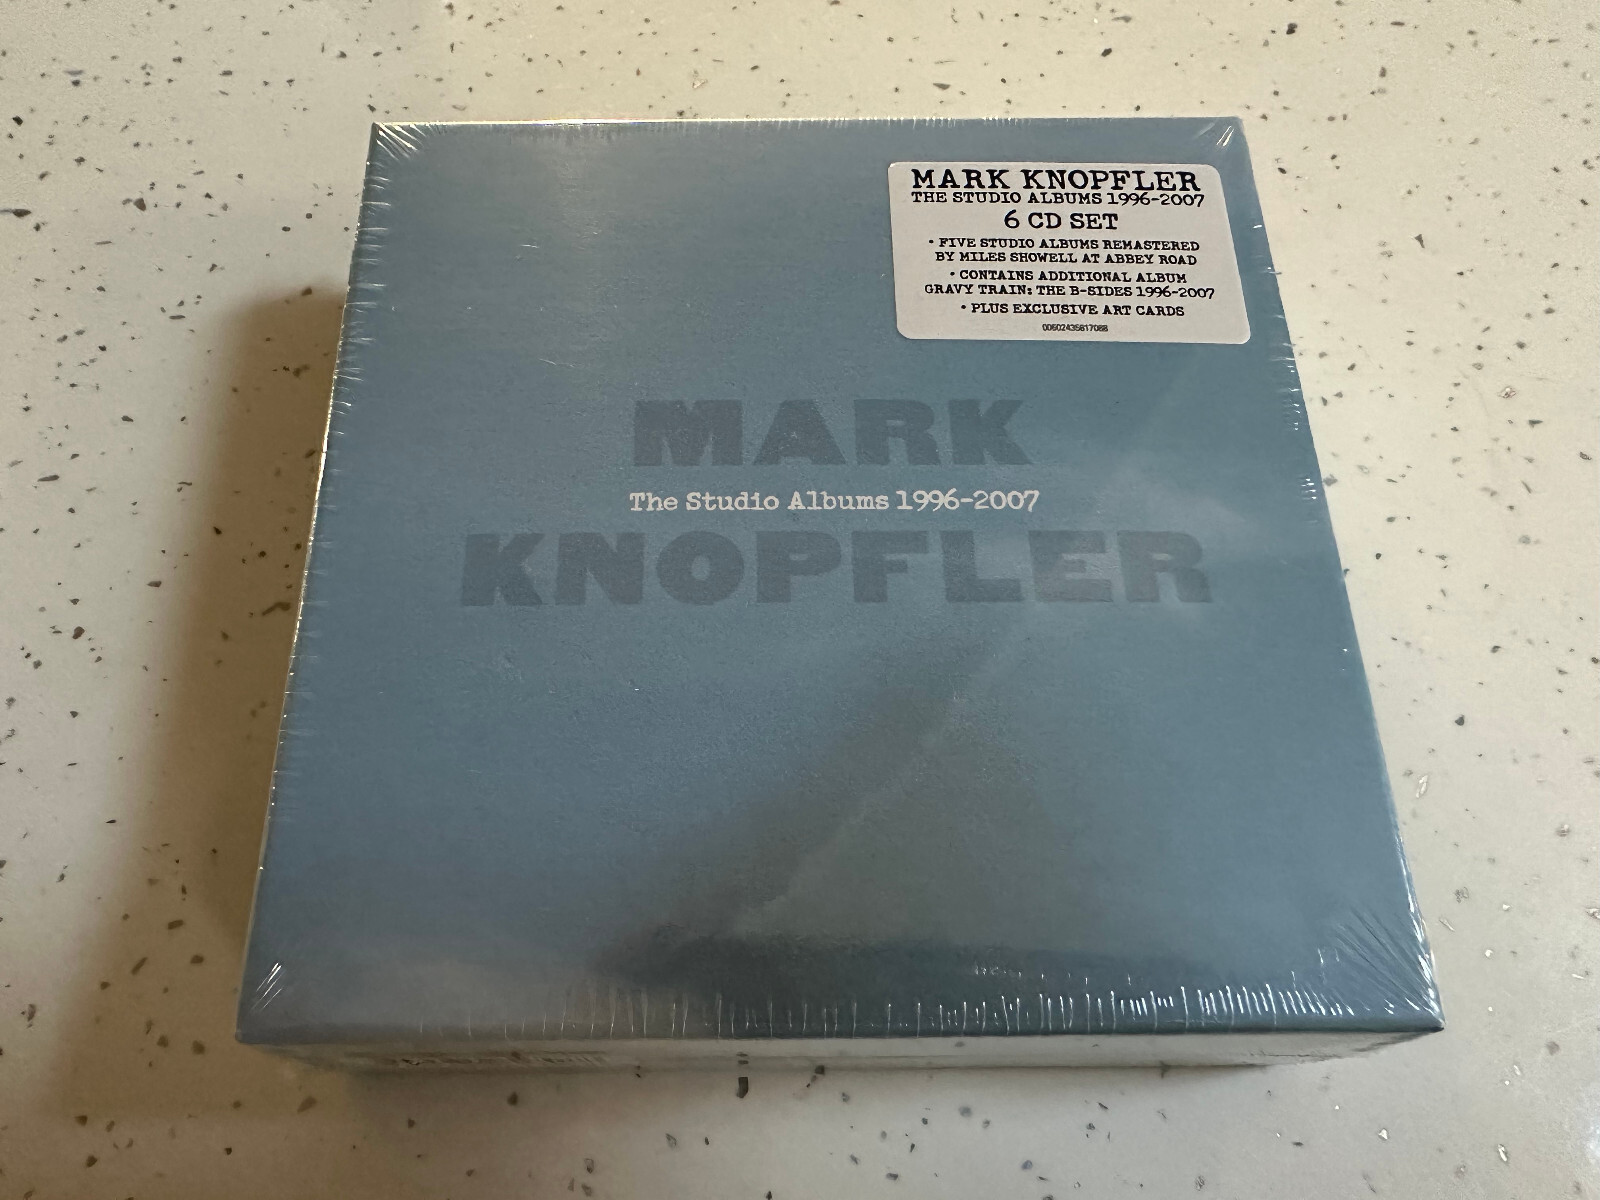 MARK KNOPFLER
THE STUDIO ALBUMS 1996-2007
6 CD SET
• FIVE STUDIO ALBUMS REMASTERED
BY MILES SHOWELL AT ABBEY ROAD
• CONTAINS ADDITIONAL ALBUM
GRAVY TRAIN: THE B-SIDES 1996-2007
• PLUS EXCLUSIVE ART CARDS
00602435817088
MARK
The Studio Albums 1996-2007
KNOPFLER